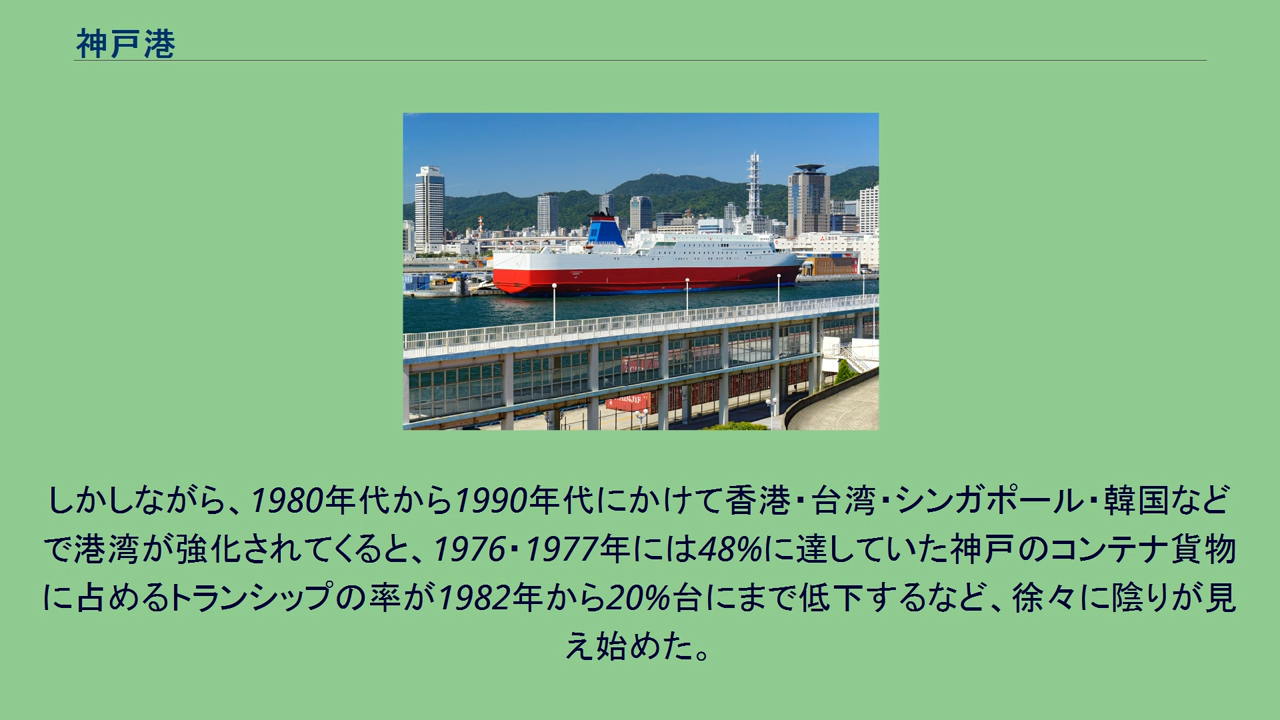 神戸港
しかしながら、1980年代から1990年代にかけて香港・台湾・シンガポール・韓国など
で港湾が強化されてくると、1976・1977年には48%に達していた神戸のコンテナ貨物
に占めるトランシップの率が1982年から20%台にまで低下するなど、徐々に陰りが見
え始めた。